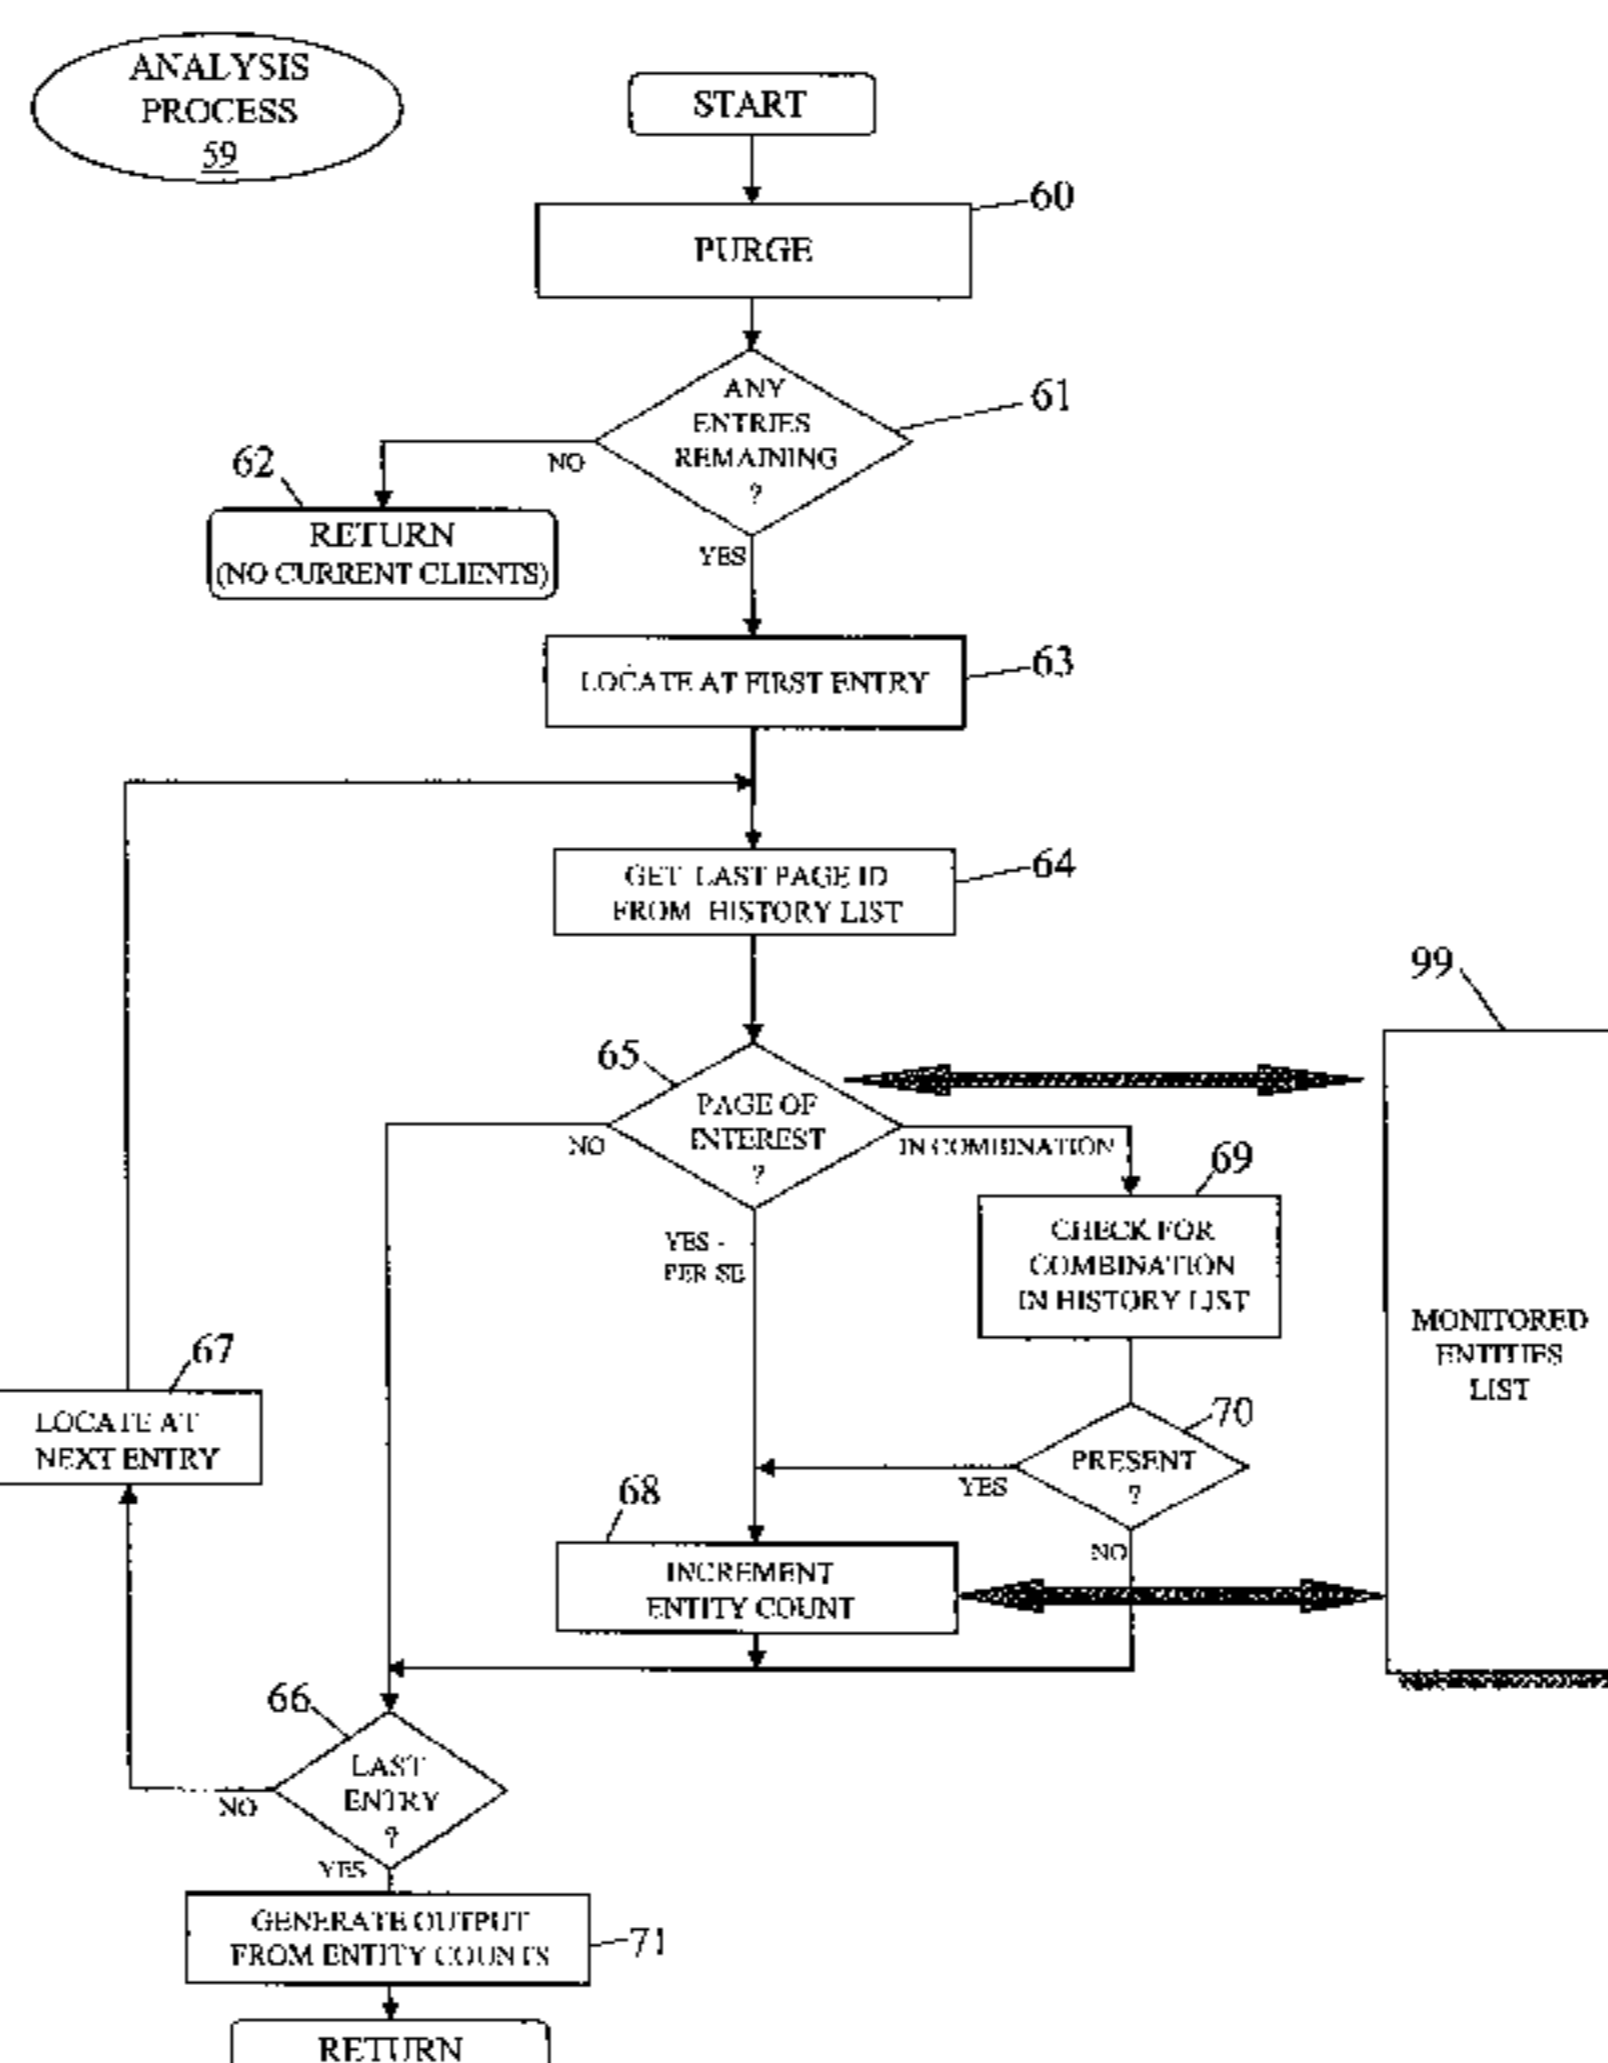 ANALYSIS
PROCESS
59
START
60
PURGE
61
ANY
ENTRIES
REMAINING
?
NO
62
RETURN
(NO CURRENT CLIENTS)
YES
63
LOCATE AT FIRST ENTRY
64
GET LAST PAGE ID
FROM HISTORY LIST
99
65
PAGE OF
INTEREST
?
NO
IN COMBINATION
69
YES -
PER SE
CHECK FOR
COMBINATION
IN HISTORY LIST
MONITORED
ENTITIES
LIST
67
LOCATE AT
NEXT ENTRY
70
PRESENT
?
YES
68
NO
INCREMENT
ENTITY COUNT
66
LAST
ENTRY
?
NO
YES
GENERATE OUTPUT
FROM ENTITY COUNTS
71
RETURN